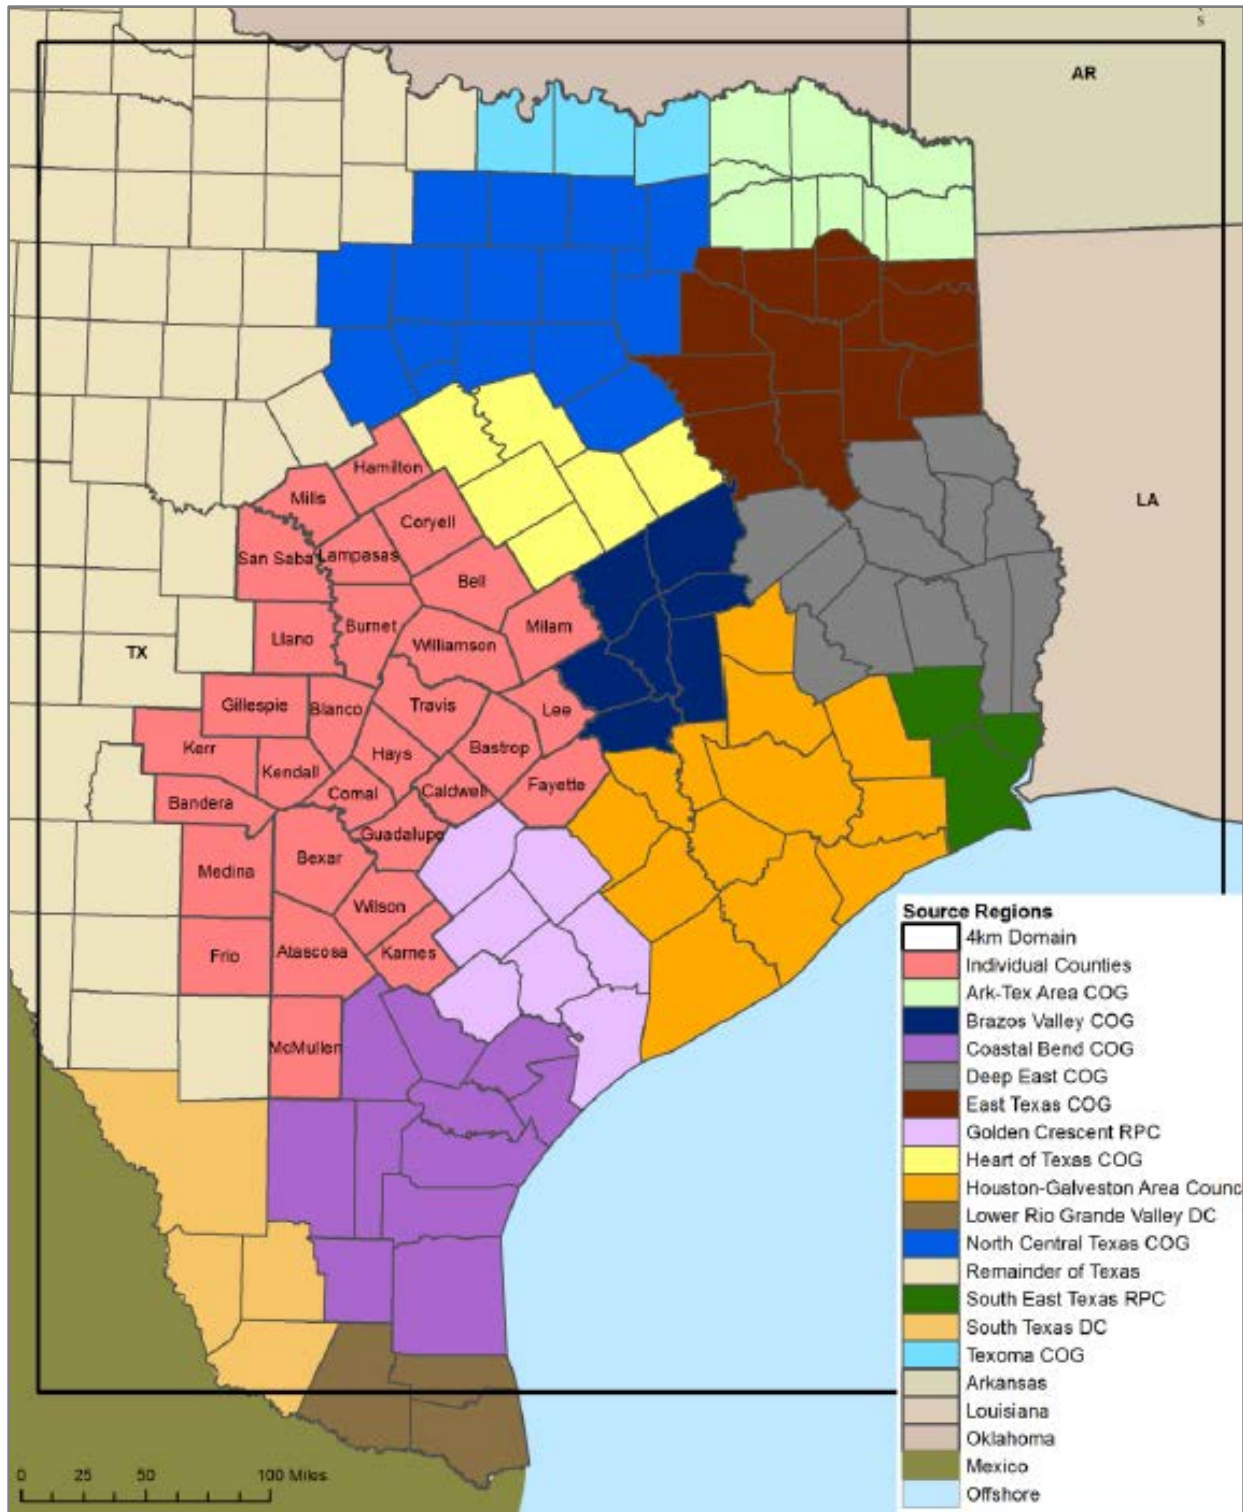 S
AR
Hamilton
Mills
Coryell
LA
San Saba
Lampasas
Bell
Burnet
Milam
Llano
Williamson
TX
Gillespie
Blanco
Travis
Lee
Kerr
Hays
Bastrop
Kendall
Comal
Caldwell
Fayette
Bandera
Guadalupe
Bexar
Medina
Wilson
Frio
Atascosa
Karnes
McMullen
Source Regions
4km Domain
Individual Counties
Ark-Tex Area COG
Brazos Valley COG
Coastal Bend COG
Deep East COG
East Texas COG
Golden Crescent RPC
Heart of Texas COG
Houston-Galveston Area Counc
Lower Rio Grande Valley DC
North Central Texas COG
Remainder of Texas
South East Texas RPC
South Texas DC
Texoma COG
Arkansas
Louisiana
Oklahoma
Mexico
Offshore
0 25 50 100 Miles